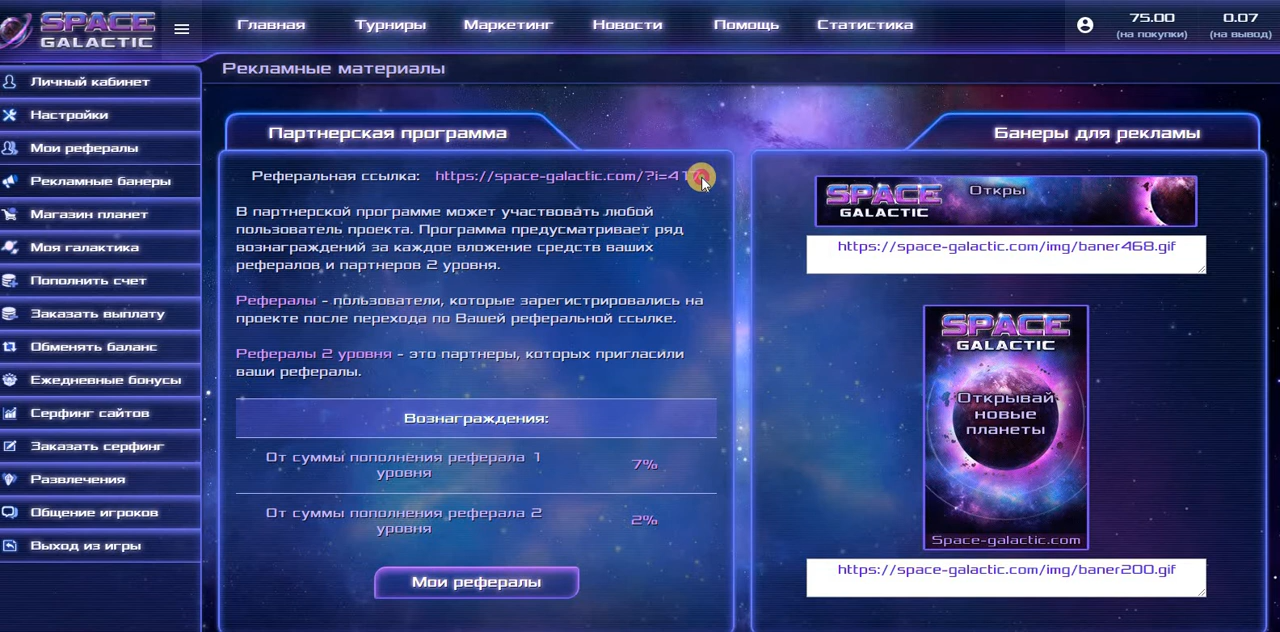 SPACE
GALACTIC
Главная
Турниры
Маркетинг
Новости
Помощь
Статистика
75.00
(на покупки)
0.07
(на вывод)
Личный кабинет
Настройки
Мои рефералы
Рекламные банеры
Магазин планет
Моя галактика
Пополнить счет
Заказать выплату
Обменять баланс
Ежедневные бонусы
Серфинг сайтов
Заказать серфинг
Развлечения
Общение игроков
Выход из игры
Рекламные материалы
Партнерская программа
Реферальная ссылка:
В партнерской программе может участвовать любой
пользователь проекта. Программа предусматривает ряд
вознаграждений за каждое вложение средств ваших
рефералов и партнеров 2 уровня.
Рефералы - пользователи, которые зарегистрировались на
проекте после перехода по Вашей реферальной ссылке.
Рефералы 2 уровня - это партнеры, которых пригласили
ваши рефералы.
Вознаграждения:
От суммы пополнения реферала 1
уровня
7%
От суммы пополнения реферала 2
уровня
2%
Мои рефералы
Банеры для рекламы
SPACE
GALACTIC
Откры
https://space-galactic.com/img/baner468.gif
SPACE
GALACTIC
Открывай
новые
планеты
Space-galactic.com
https://space-galactic.com/img/baner200.gif